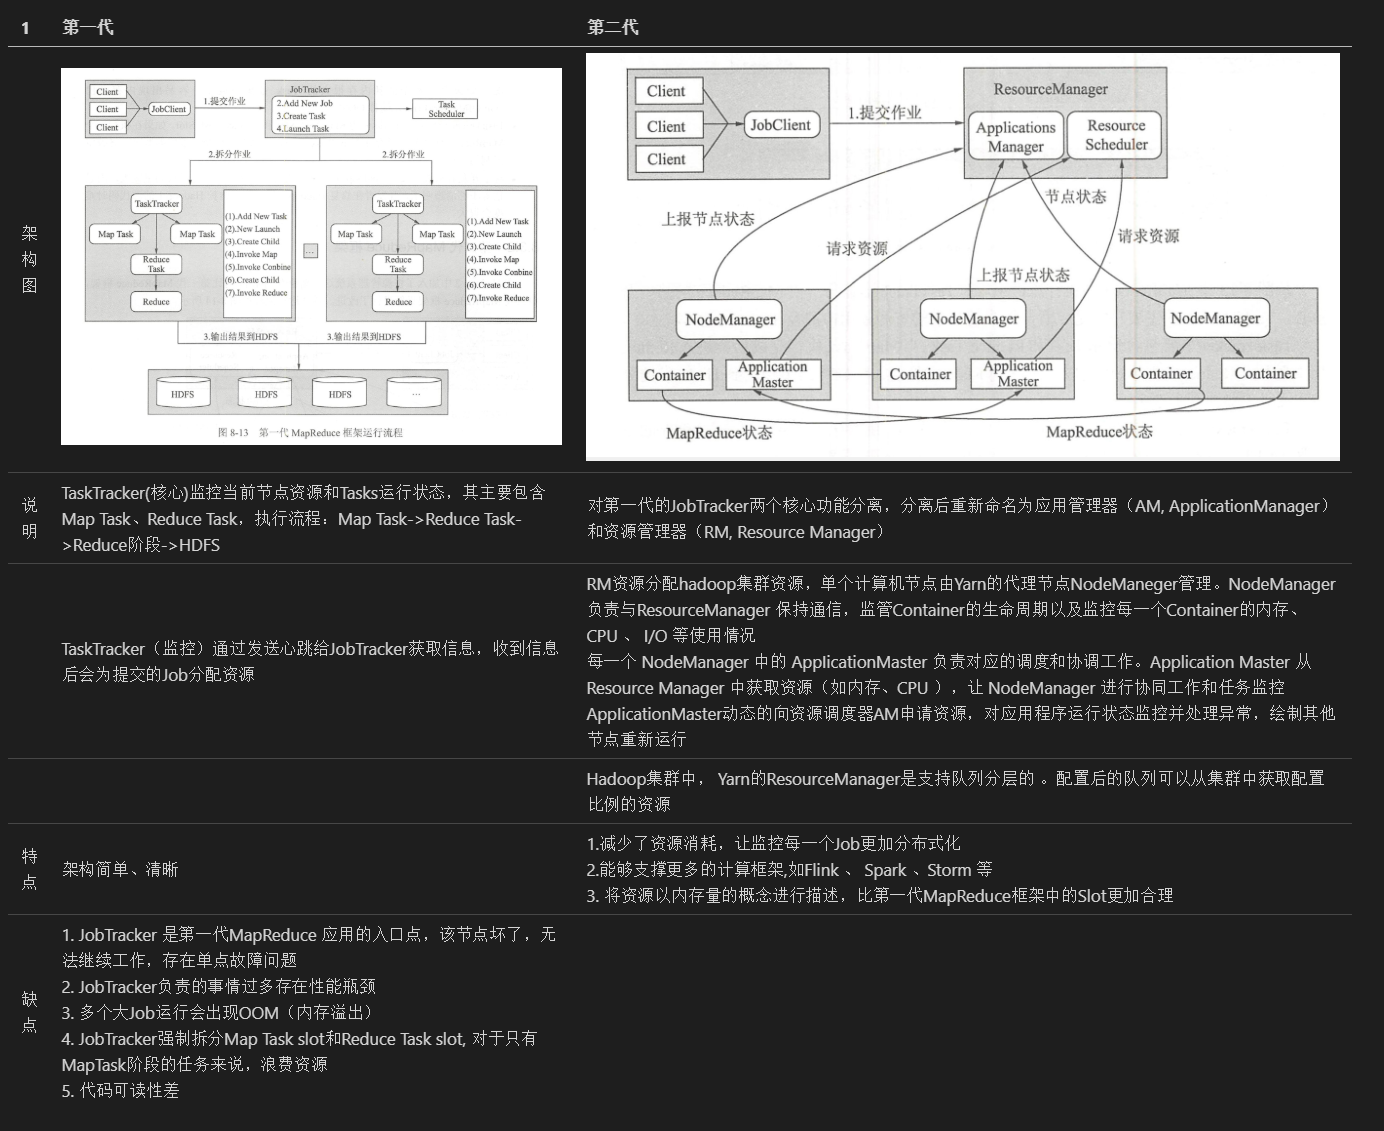 1 第一代 第二代
架
构
图
Client
Client
Client
JobClient
1.提交作业
JobTracker
2.Add New Job
3.Create Task
4.Launch Task
Task
Scheduler
2.拆分作业
2.拆分作业
TaskTracker
Map Task
Map Task
Reduce
Task
Reduce
(1).Add New Task
(2).New Launch
(3).Create Child
(4).Invoke Map
(5).Invoke Conbine
(6).Create Child
(7).Invoke Reduce
...
TaskTracker
Map Task
Map Task
Reduce
Task
Reduce
(1).Add New Task
(2).New Launch
(3).Create Child
(4).Invoke Map
(5).Invoke Conbine
(6).Create Child
(7).Invoke Reduce
3.输出结果到HDFS
3.输出结果到HDFS
HDFS
HDFS
HDFS
...
图 8-13 第一代 MapReduce 框架运行流程
Client
Client
Client
JobClient
1.提交作业
ResourceManager
Applications
Manager
Resource
Scheduler
上报节点状态
请求资源
节点状态
请求资源
上报节点状态
NodeManager
Container
Application
Master
NodeManager
Container
Application
Master
NodeManager
Container
Container
MapReduce状态
MapReduce状态
说
明
TaskTracker(核心)监控当前节点资源和Tasks运行状态，其主要包含
Map Task、Reduce Task，执行流程：Map Task->Reduce Task-
>Reduce阶段->HDFS
对第一代的JobTracker两个核心功能分离，分离后重新命名为应用管理器（AM, ApplicationManager）
和资源管理器（RM, Resource Manager）
TaskTracker（监控）通过发送心跳给JobTracker获取信息，收到信息
后会为提交的Job分配资源
RM资源分配hadoop集群资源，单个计算机节点由Yarn的代理节点NodeManeger管理。NodeManager
负责与ResourceManager 保持通信，监管Container的生命周期以及监控每一个Container的内存、
CPU 、 I/O 等使用情况
每一个 NodeManager 中的 ApplicationMaster 负责对应的调度和协调工作。Application Master 从
Resource Manager 中获取资源（如内存、CPU ），让 NodeManager 进行协同工作和任务监控
ApplicationMaster动态的向资源调度器AM申请资源，对应用程序运行状态监控并处理异常，绘制其他
节点重新运行
Hadoop集群中， Yarn的ResourceManager是支持队列分层的 。配置后的队列可以从集群中获取配置
比例的资源
特
点
架构简单、清晰
1.减少了资源消耗，让监控每一个Job更加分布式化
2.能够支撑更多的计算框架,如Flink 、 Spark 、Storm 等
3. 将资源以内存量的概念进行描述，比第一代MapReduce框架中的Slot更加合理
缺
点
1. JobTracker 是第一代MapReduce 应用的入口点，该节点坏了，无
法继续工作，存在单点故障问题
2. JobTracker负责的事情过多存在性能瓶颈
3. 多个大Job运行会出现OOM（内存溢出）
4. JobTracker强制拆分Map Task slot和Reduce Task slot, 对于只有
MapTask阶段的任务来说，浪费资源
5. 代码可读性差